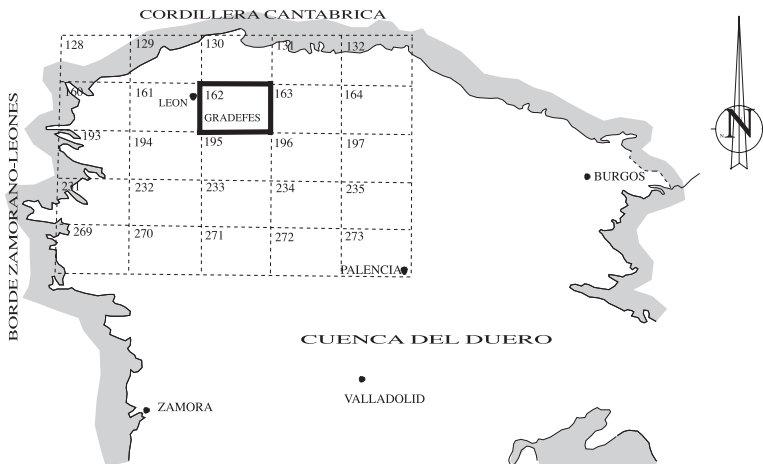 CORDILLERA CANTABRICA
128 129 130 131 132
160 161 162 163 164
LEON
GRADEFES
193 194 195 196 197
N
BURGOS
231 232 233 234 235
269 270 271 272 273
PALENCIA
BORDE ZAMORANO-LEONES
CUENCA DEL DUERO
VALLADOLID
ZAMORA